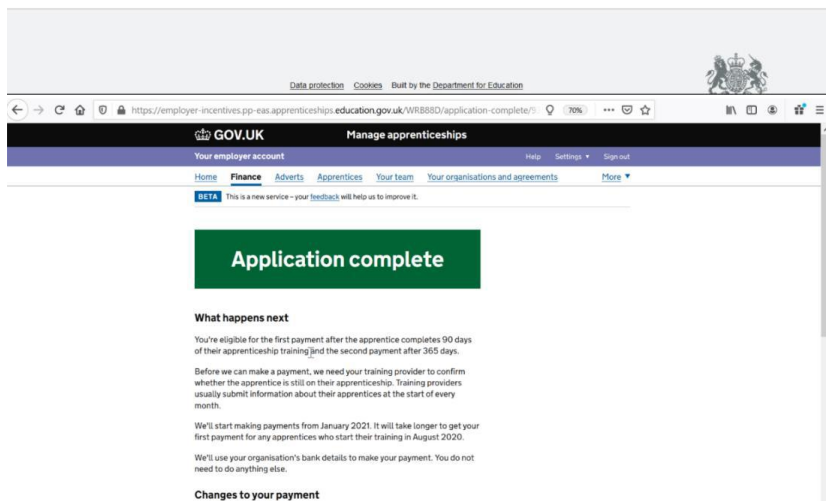 Data protection Cookies Built by the Department for Education
https://employer-incentives.pp-eas.apprenticeships.education.gov.uk/WRB88D/application-complete/
70%
GOV.UK Manage apprenticeships
Your employer account Help Settings Sign out
Home Finance Adverts Apprentices Your team Your organisations and agreements More
BETA This is a new service – your feedback will help us to improve it.
Application complete
What happens next
You're eligible for the first payment after the apprentice completes 90 days
of their apprenticeship training and the second payment after 365 days.
Before we can make a payment, we need your training provider to confirm
whether the apprentice is still on their apprenticeship. Training providers
usually submit information about their apprentices at the start of every
month.
We'll start making payments from January 2021. It will take longer to get your
first payment for any apprentices who start their training in August 2020.
We'll use your organisation's bank details to make your payment. You do not
need to do anything else.
Changes to your payment